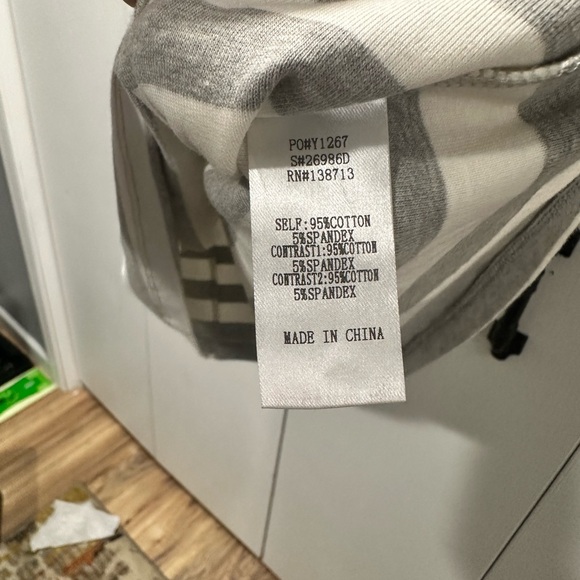 PO#Y1267
S#26986D
RN#138713
SELF:95%COTTON
5%SPANDEX
CONTRAST1:95%COTTON
5%SPANDEX
CONTRAST2:95%COTTON
5%SPANDEX
MADE IN CHINA